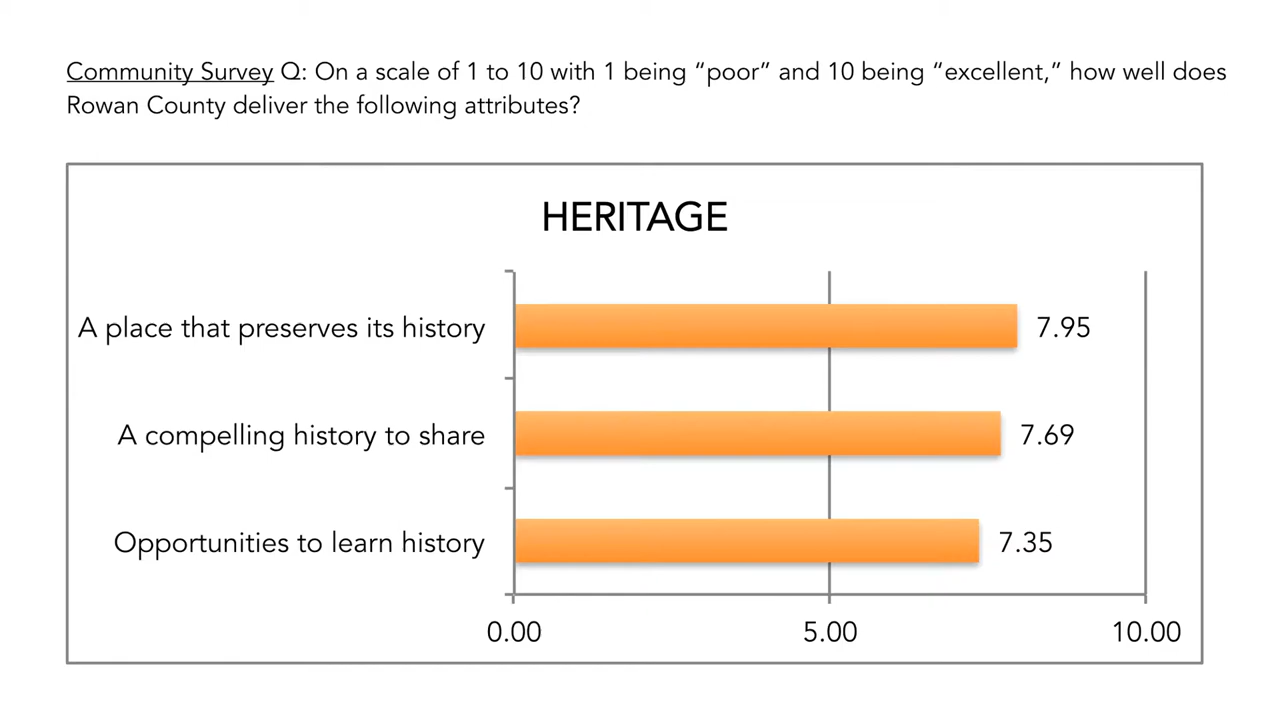 Community Survey Q: On a scale of 1 to 10 with 1 being “poor” and 10 being “excellent,” how well does
Rowan County deliver the following attributes?
HERITAGE
A place that preserves its history
7.95
A compelling history to share
7.69
Opportunities to learn history
7.35
0.00
5.00
10.00